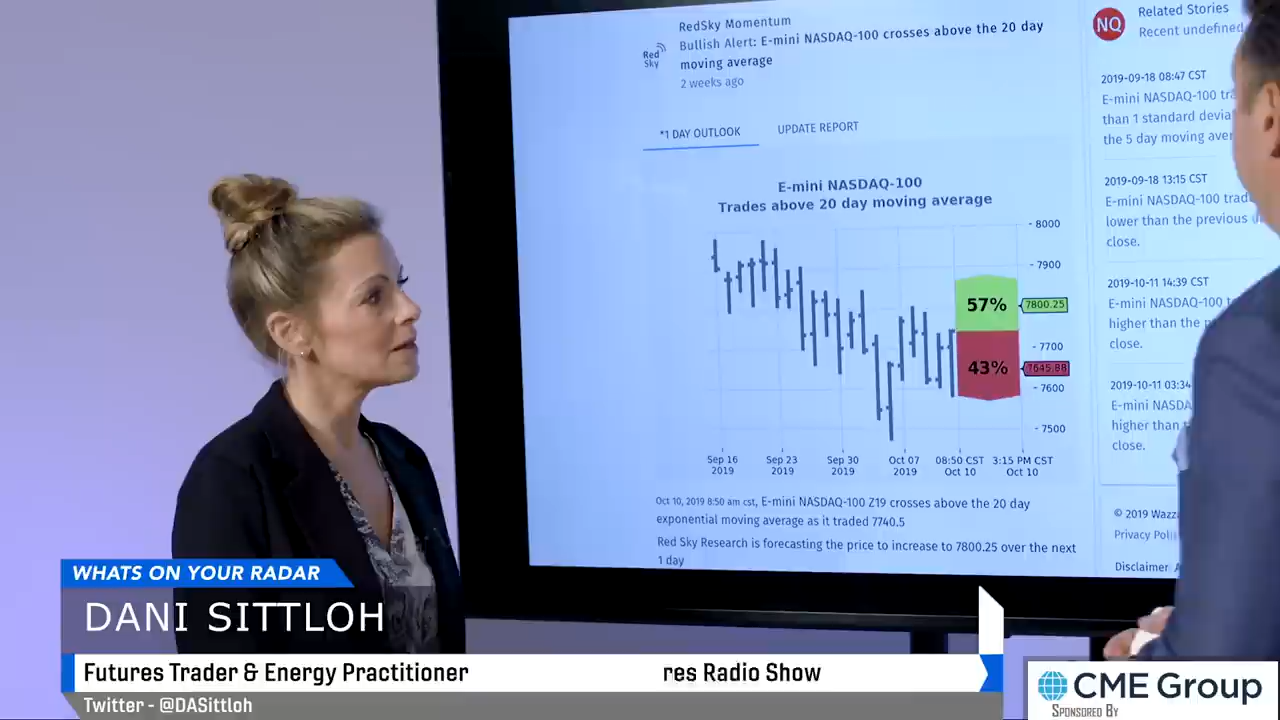 RedSky Momentum
Bullish Alert: E-mini NASDAQ-100 crosses above the 20 day
moving average
2 weeks ago
Red
Sky
*1 DAY OUTLOOK
UPDATE REPORT
E-mini NASDAQ-100
Trades above 20 day moving average
8000
7900
7800.25
7700
7645.88
7600
7500
57%
43%
Sep 16
2019
Sep 23
2019
Sep 30
2019
Oct 07
2019
08:50 CST
Oct 10
3:15 PM CST
Oct 10
Oct 10, 2019 8:50 am cst, E-mini NASDAQ-100 Z19 crosses above the 20 day
exponential moving average as it traded 7740.5
Red Sky Research is forecasting the price to increase to 7800.25 over the next
1 day
NQ
Related Stories
Recent undefined
2019-09-18 08:47 CST
E-mini NASDAQ-100
than 1 standard
the 5 day moving
2019-09-18 13:15 CST
E-mini NASDAQ-100
lower than the previous
close.
2019-10-11 14:39 CST
E-mini NASDAQ-100
higher than the
close.
2019-10-11 03:34
E-mini
higher than
close.
© 2019
Privacy
Disclaimer
WHATS ON YOUR RADAR
DANI SITTLOH
Futures Trader & Energy Practitioner
res Radio Show
Twitter - @DASittloh
CME Group
SPONSORED BY